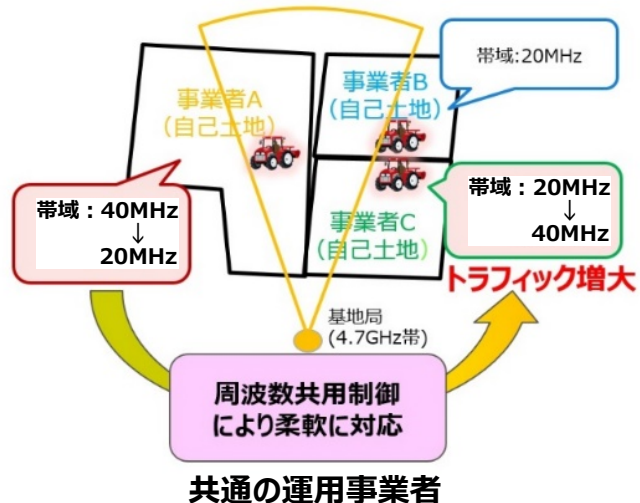 帯域:20MHz
事業者A
(自己土地)
事業者B
(自己土地)
帯域：40MHz
↓
20MHz
帯域：20MHz
↓
40MHz
事業者C
(自己土地)
トラフィック増大
基地局
(4.7GHz帯)
周波数共用制御
により柔軟に対応
共通の運用事業者